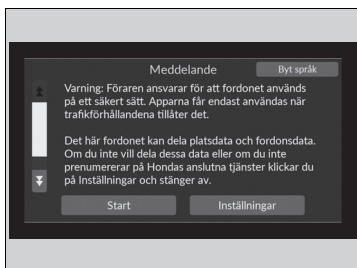 Meddelande
Byt språk
Varning: Föraren ansvarar för att fordonet används
på ett säkert sätt. Apparna får endast användas när
trafikförhållandena tillåter det.
Det här fordonet kan dela platsdata och fordonsdata.
Om du inte vill dela dessa data eller om du inte
prenumererar på Hondas anslutna tjänster klickar du
på Inställningar och stänger av.
Start
Inställningar